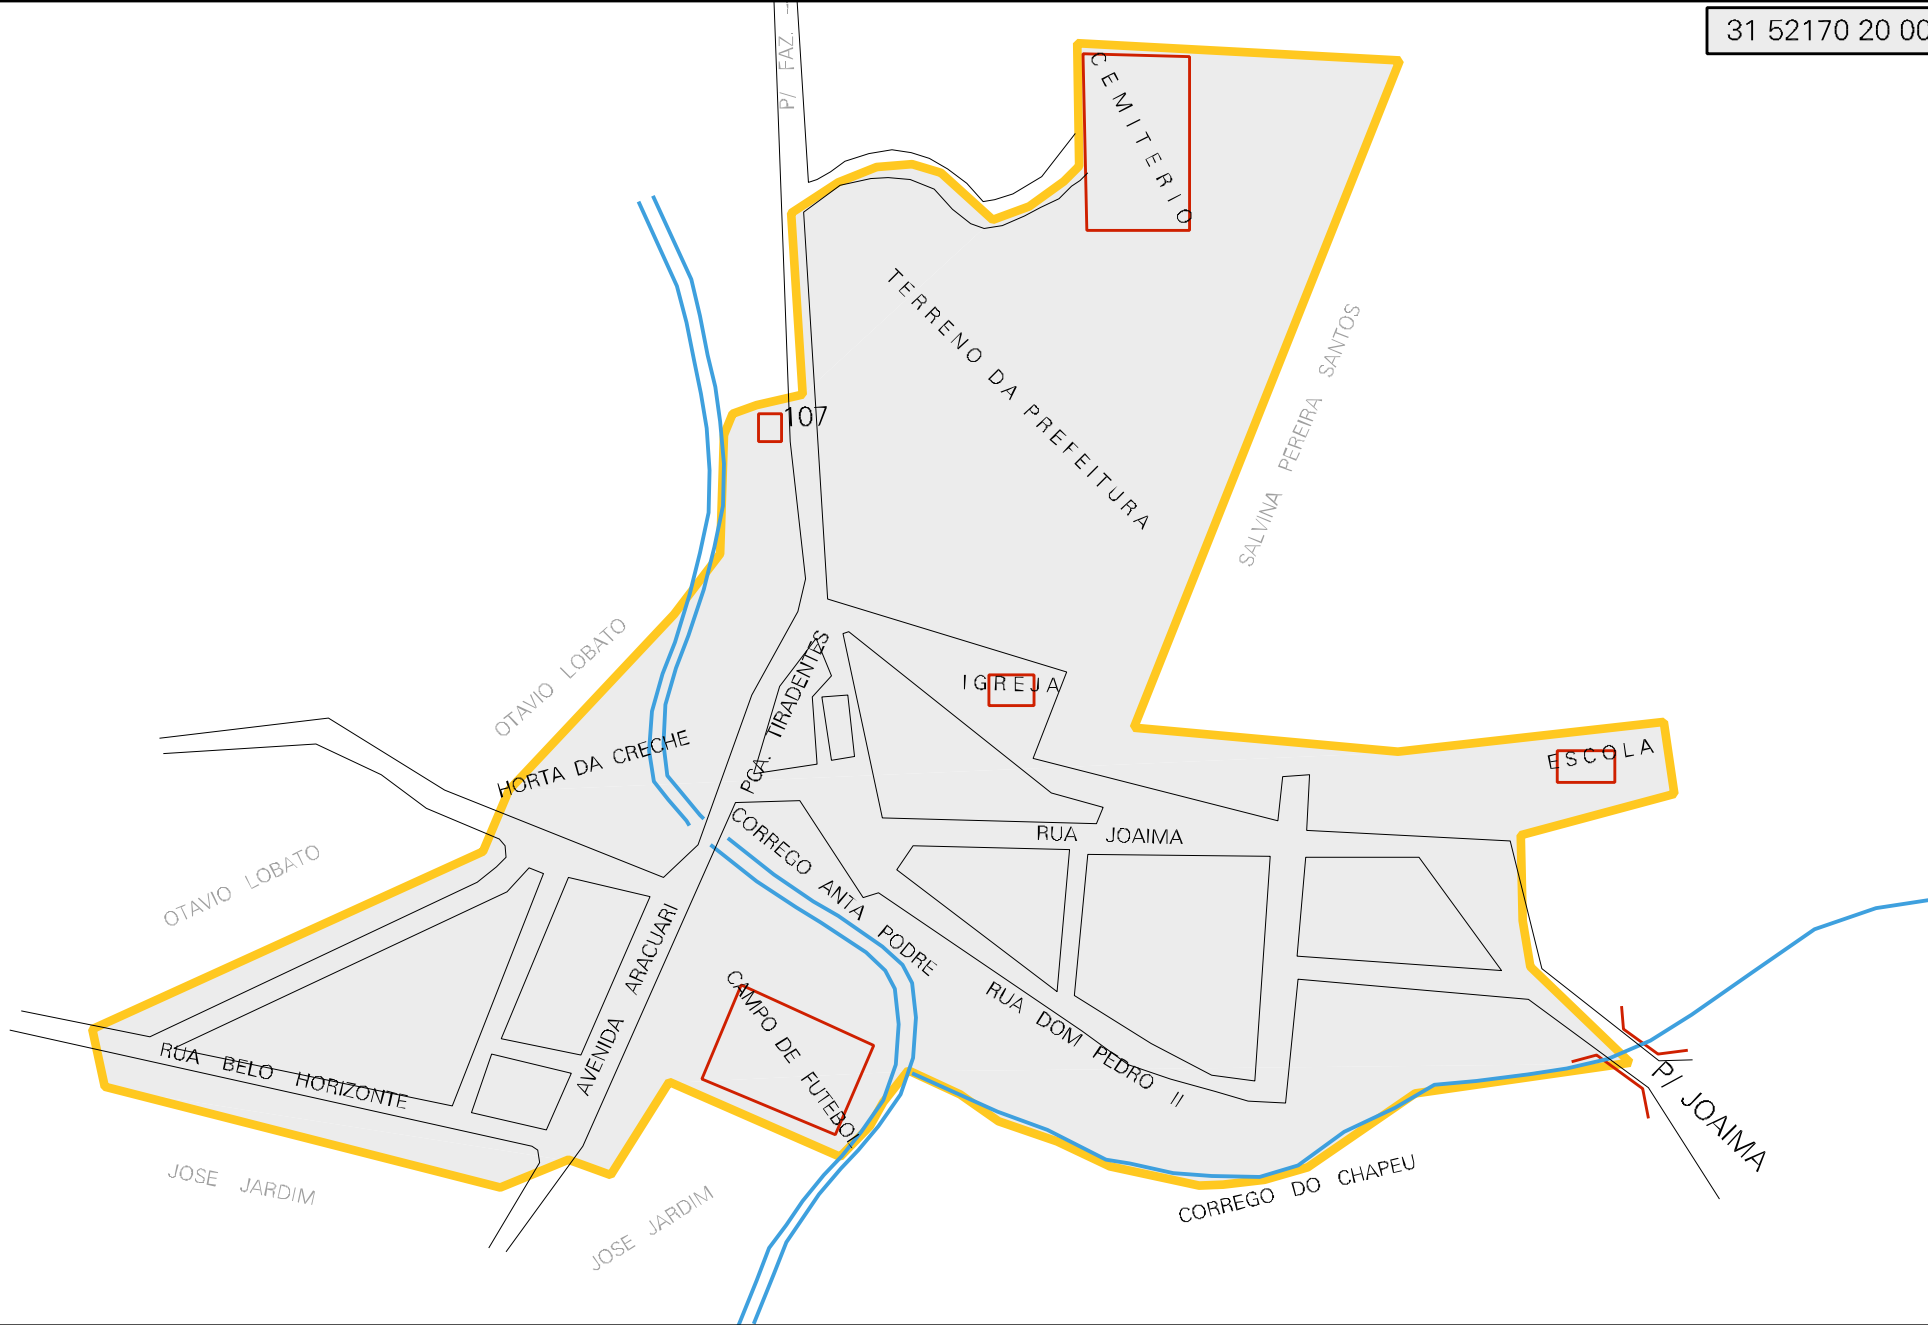 31 52170 20 00
P/ FAZ.
CEMITERIO
TERRENO DA PREFEITURA
SALVINA PEREIRA SANTOS
107
OTAVIO LOBATO
HORTA DA CRECHE
PCA. TIRADENTES
IGREJA
ESCOLA
RUA JOAIMA
CORREGO ANTA PODRE
OTAVIO LOBATO
AVENIDA ARACUARI
CAMPO DE FUTEBOL
RUA DOM PEDRO II
RUA BELO HORIZONTE
P/ JOAIMA
JOSE JARDIM
JOSE JARDIM
CORREGO DO CHAPEU